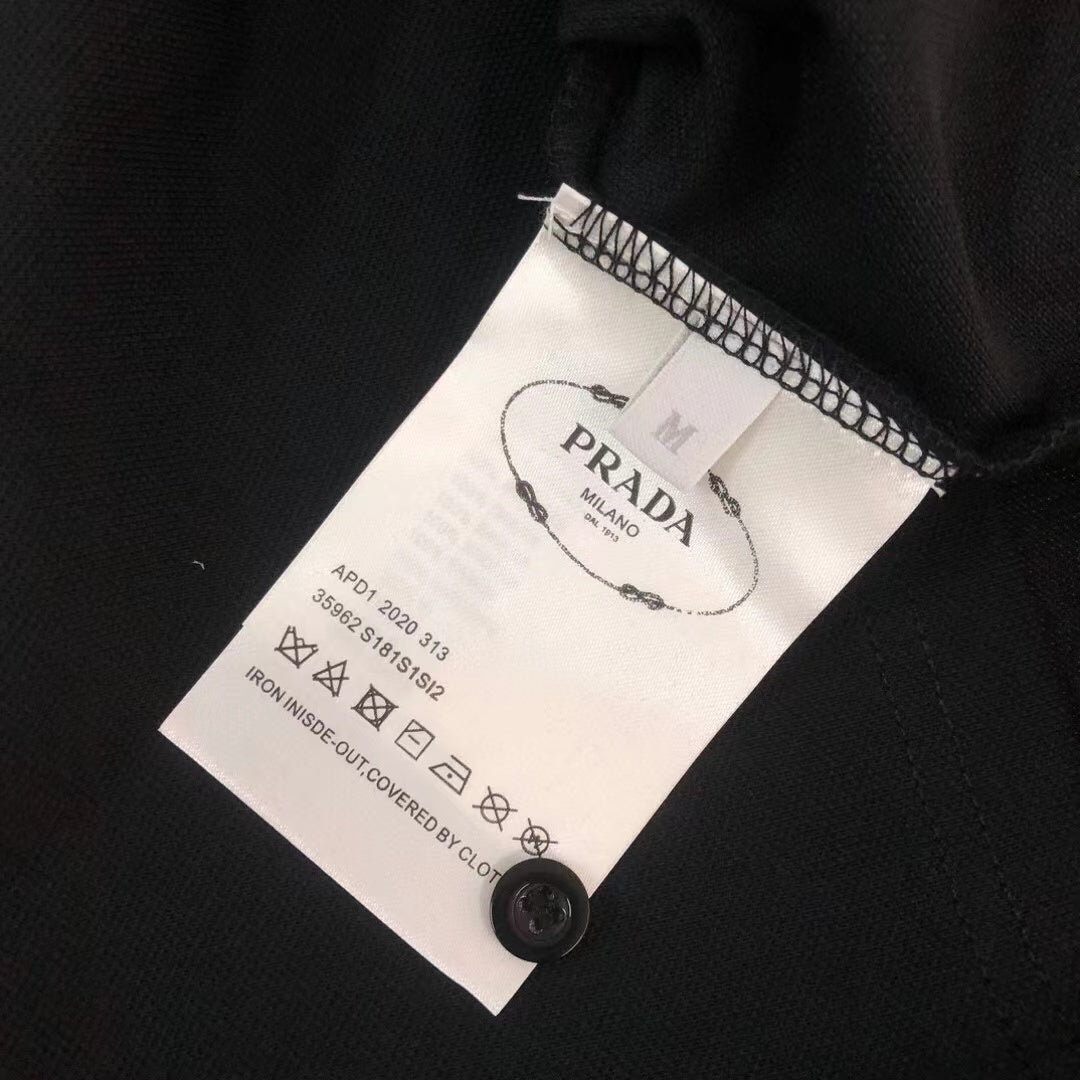 M
PRADA
MILANO
DAL 1913
APD1 2020 313
35962 S181S1SI2
IRON INISDE-OUT,COVERED BY CLOT